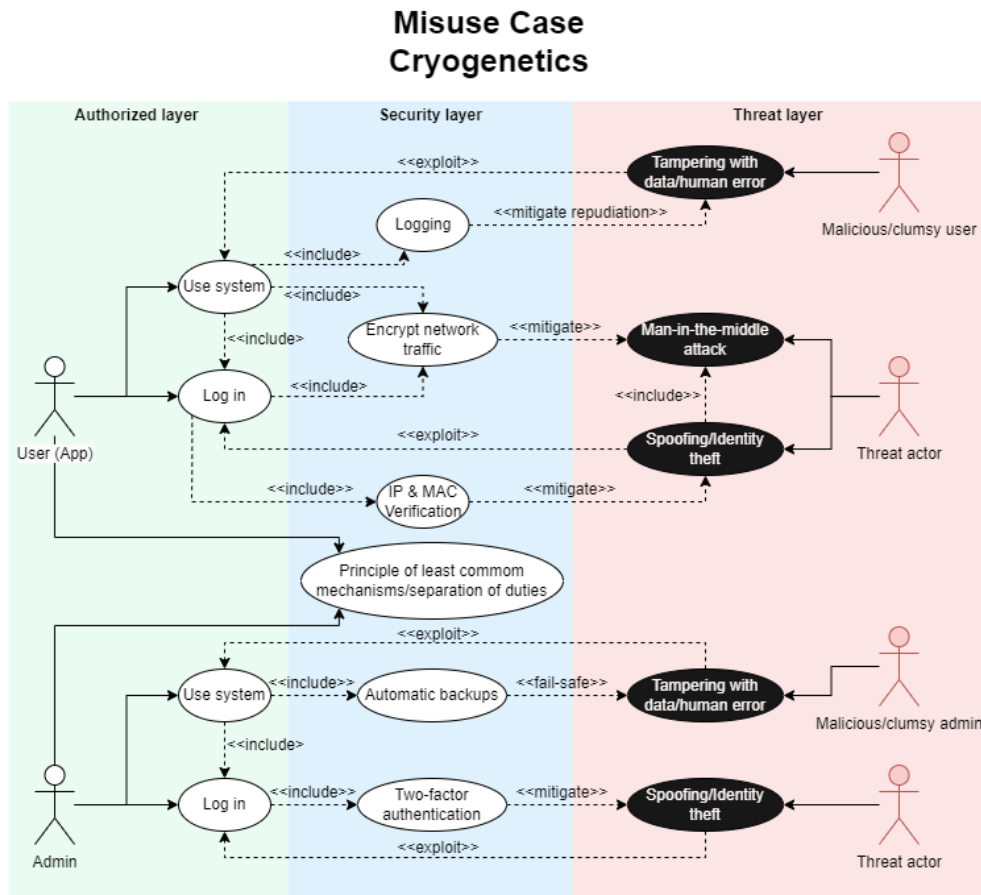 Misuse Case
Cryogenetics
Authorized layer
Security layer
Threat layer
<<exploit>>
Tampering with
data/human error
Logging
<<mitigate repudiation>>
Malicious/clumsy user
<<include>
Use system
<<include>
Encrypt network
traffic
<<mitigate>>
Man-in-the-middle
attack
<<include>
<<include>
<<include>>
Log in
User (App)
<<exploit>>
Spoofing/Identity
theft
Threat actor
<<include>>
IP & MAC
Verification
<<mitigate>>
Principle of least commom
mechanisms/separation of duties
<<exploit>>
Use system
<<include>>
Automatic backups
<<fail-safe>>
Tampering with
data/human error
Malicious/clumsy admin
<<include>
Log in
<<include>>
Two-factor
authentication
<<mitigate>>
Spoofing/Identity
theft
Admin
<<exploit>>
Threat actor